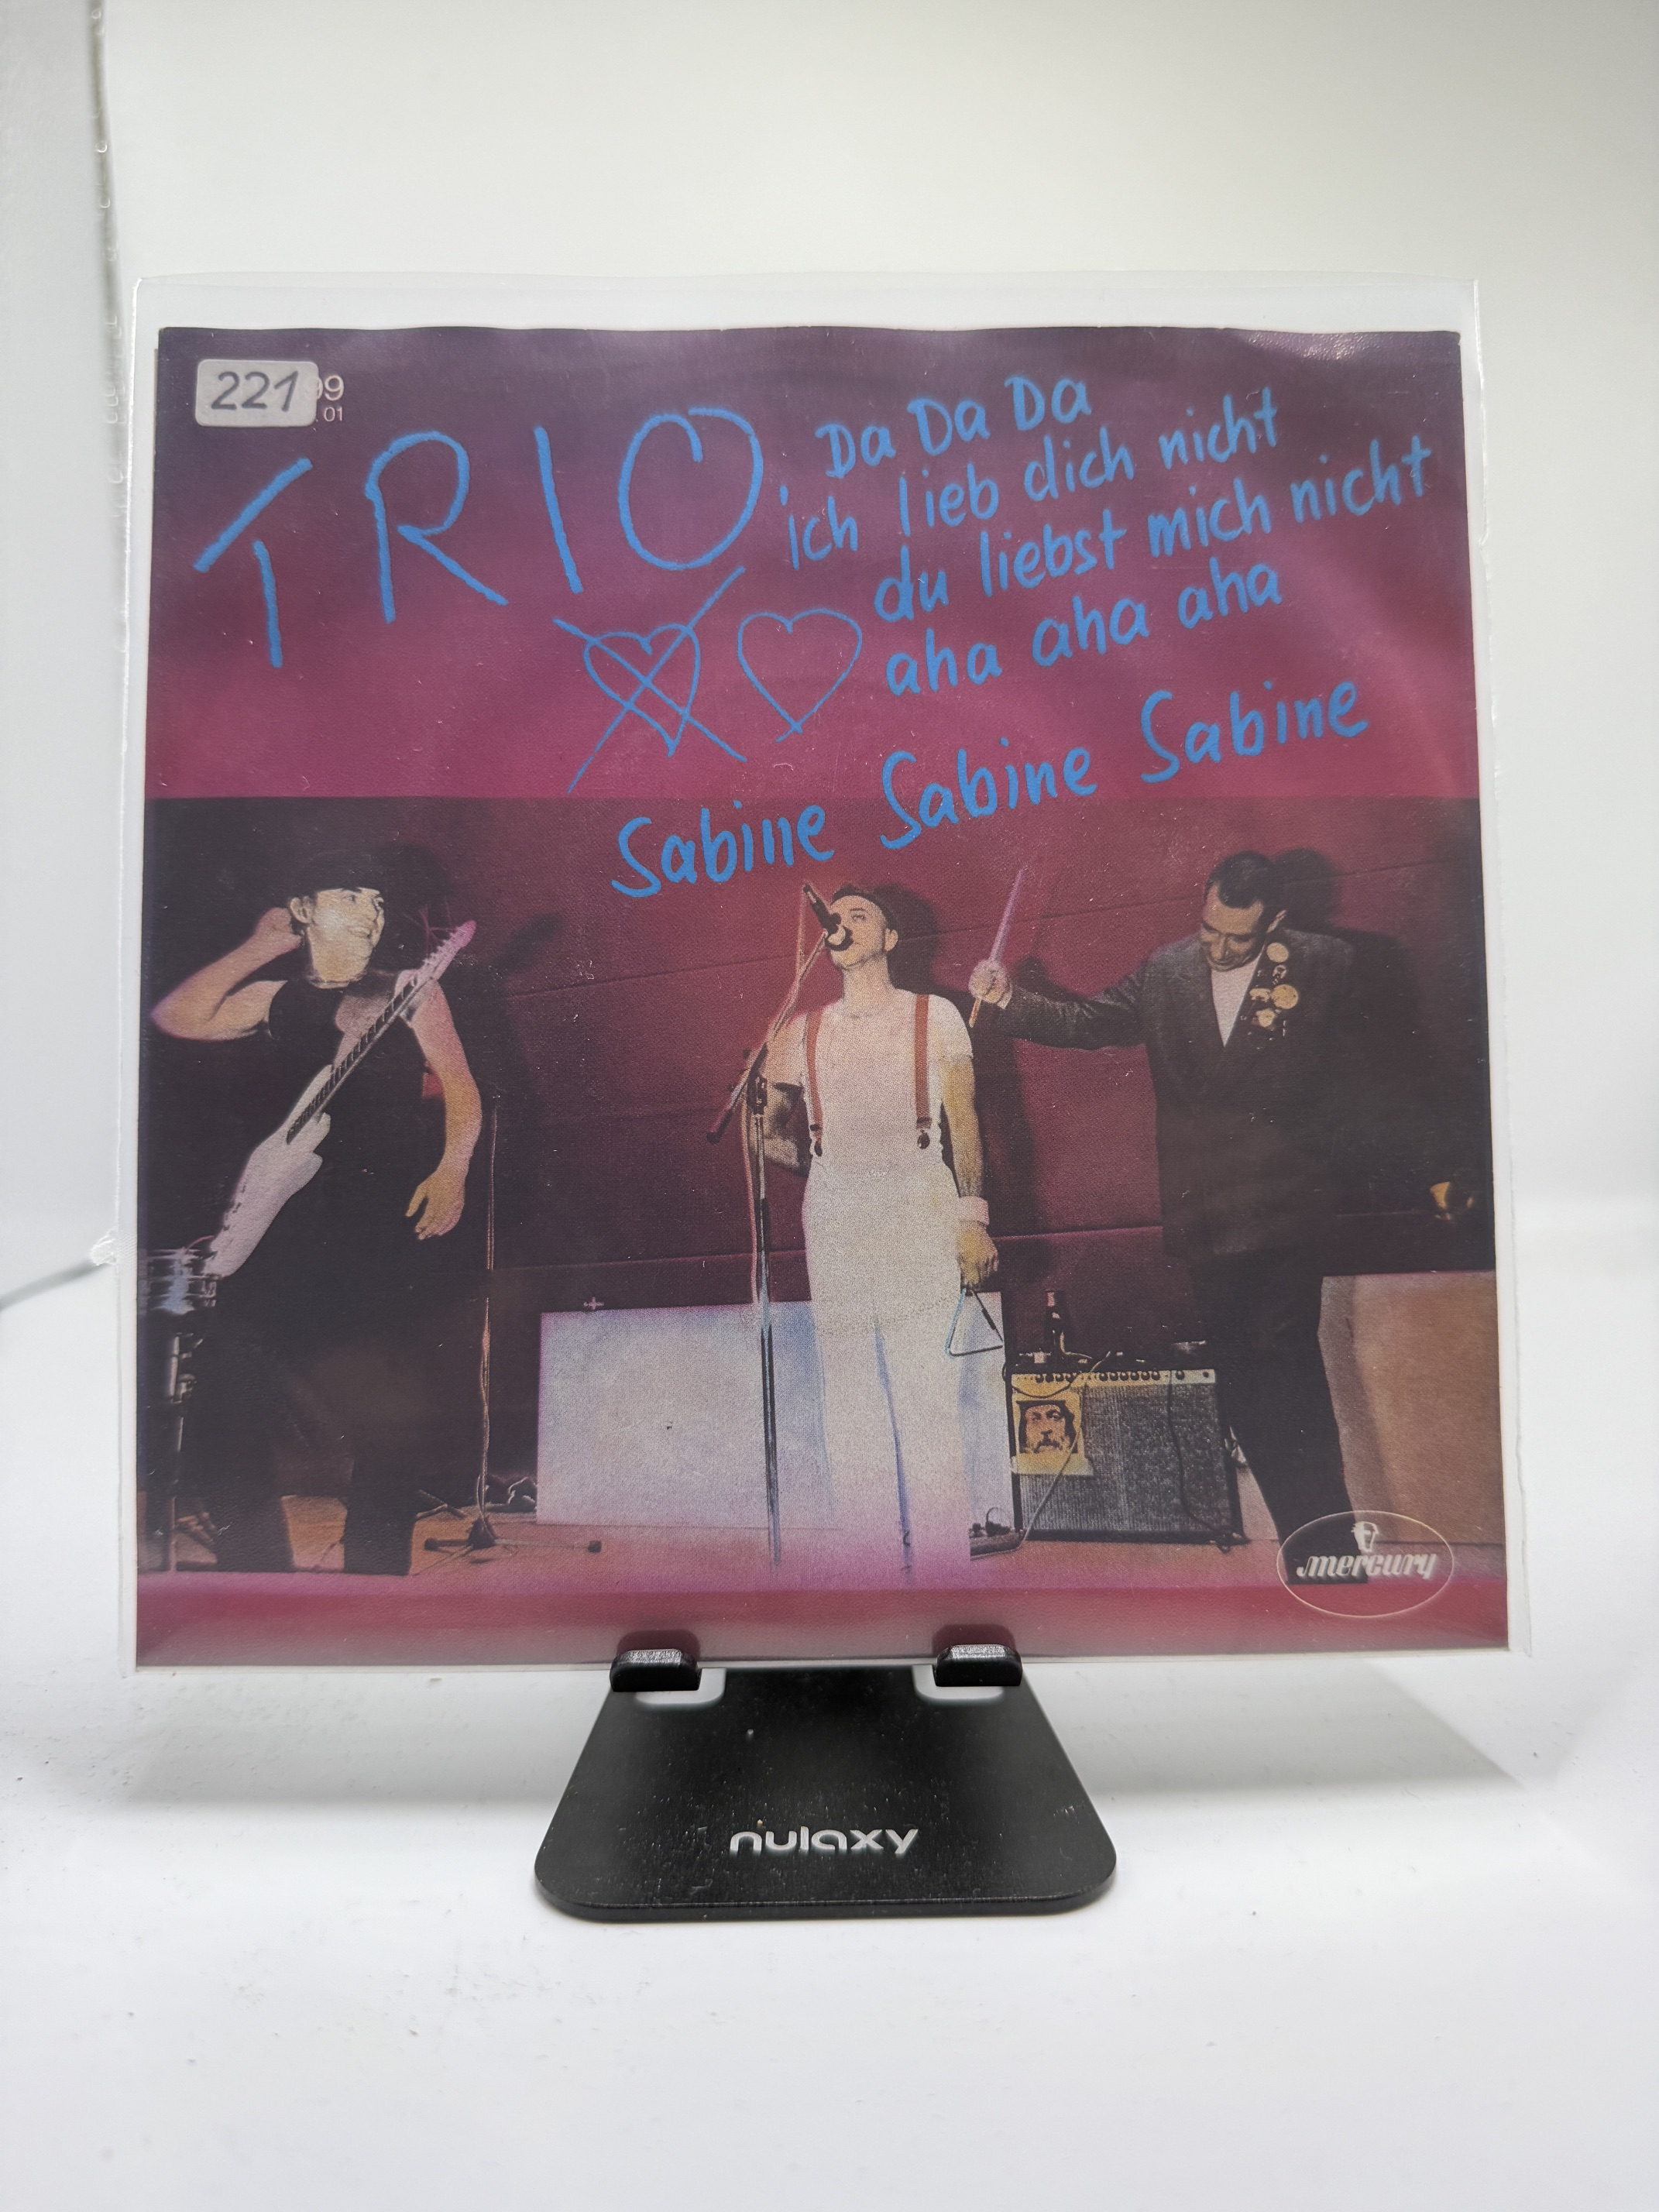 221
99
01
TRIO
Da Da Da
ich lieb dich nicht
du liebst mich nicht
aha aha aha
Sabine Sabine Sabine
mercury
nulaxy